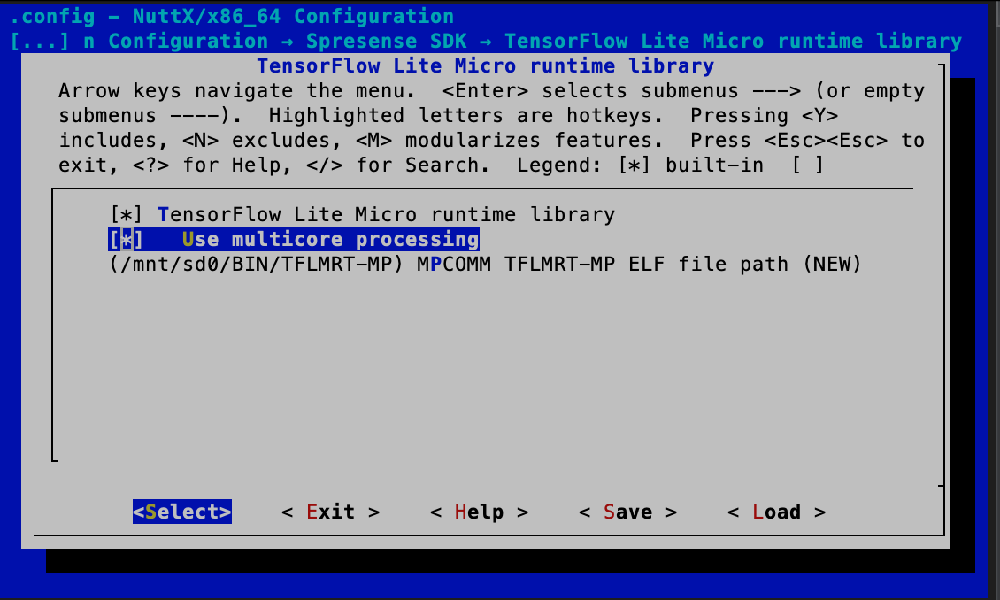 .config - NuttX/x86_64 Configuration
[...] n Configuration → Spresense SDK → TensorFlow Lite Micro runtime library
TensorFlow Lite Micro runtime library
Arrow keys navigate the menu.  <Enter> selects submenus ---> (or empty
submenus ----).  Highlighted letters are hotkeys.  Pressing <Y>
includes, <N> excludes, <M> modularizes features.  Press <Esc><Esc> to
exit, <?> for Help, </> for Search.  Legend: [*] built-in  [ ]
[*] TensorFlow Lite Micro runtime library
[*]   Use multicore processing
(/mnt/sd0/BIN/TFLMRT-MP) MPCOMM TFLMRT-MP ELF file path (NEW)
<Select>    < Exit >    < Help >    < Save >    < Load >